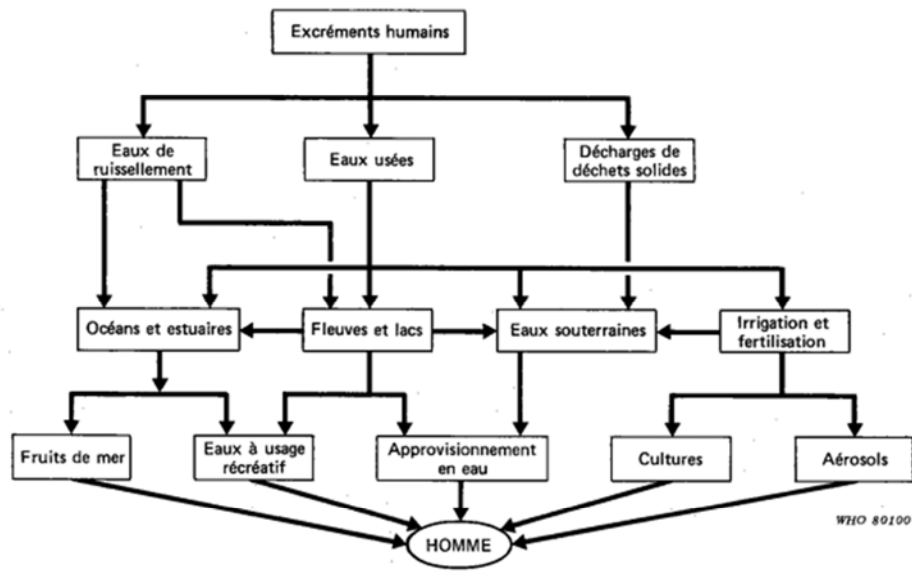 Excréments humains
Eaux de
ruissellement
Eaux usées
Décharges de
déchets solides
Océans et estuaires
Fleuves et lacs
Eaux souterraines
Irrigation et
fertilisation
Fruits de mer
Eaux à usage
récréatif
Approvisionnement
en eau
Cultures
Aérosols
WHO 80100
HOMME